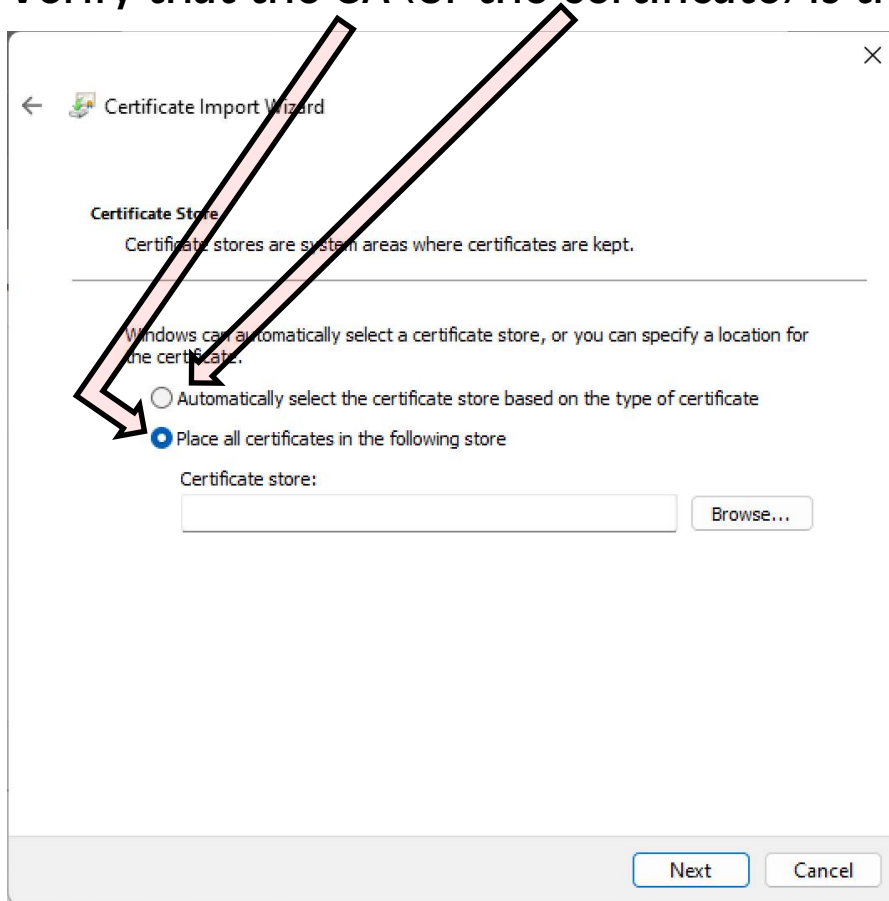 Certificate Import Wizard
Certificate Store
Certificate stores are system areas where certificates are kept.
Windows can automatically select a certificate store, or you can specify a location for
the certificate.
Automatically select the certificate store based on the type of certificate
Place all certificates in the following store
Certificate store:
Browse...
Next Cancel